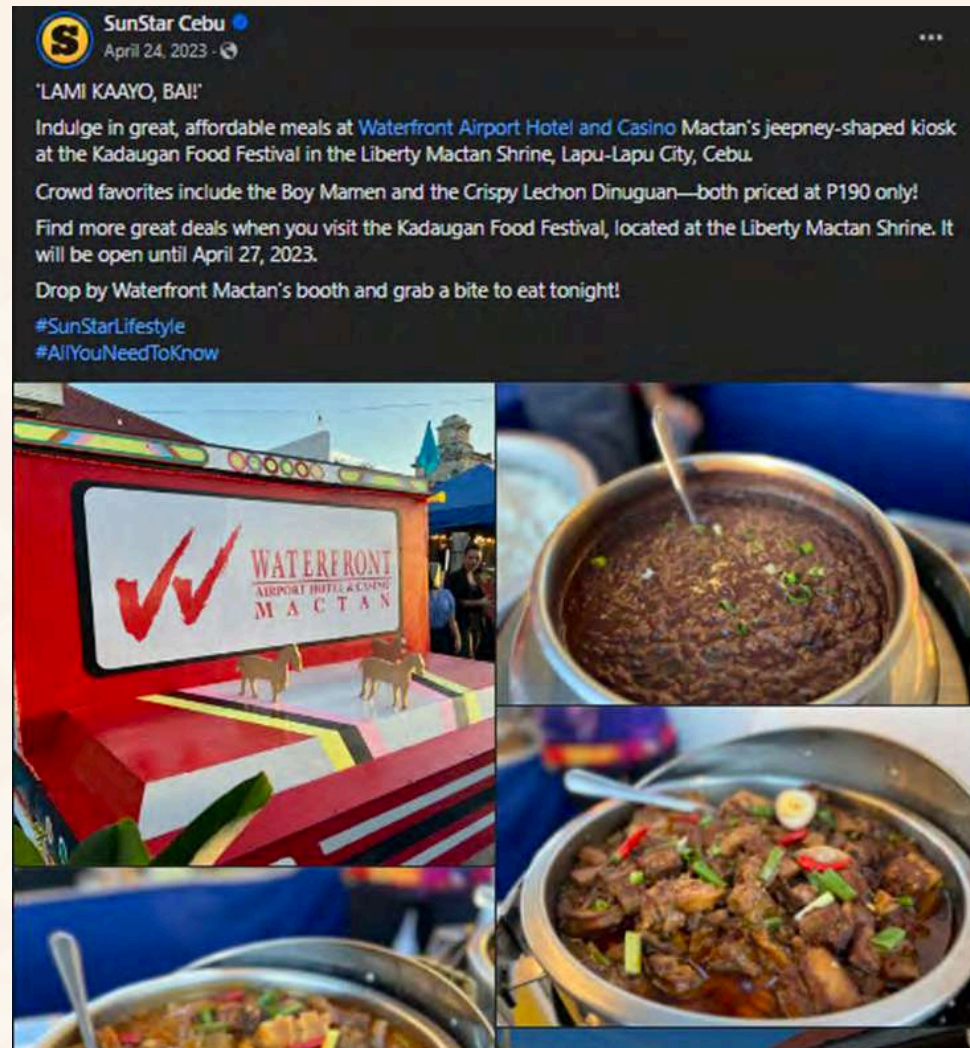 SunStar Cebu
April 24, 2023 ·
'LAMI KAAYO, BAI!'
Indulge in great, affordable meals at Waterfront Airport Hotel and Casino Mactan's jeepney-shaped kiosk
at the Kadaugan Food Festival in the Liberty Mactan Shrine, Lapu-Lapu City, Cebu.
Crowd favorites include the Boy Mamen and the Crispy Lechon Dinuguan—both priced at P190 only!
Find more great deals when you visit the Kadaugan Food Festival, located at the Liberty Mactan Shrine. It
will be open until April 27, 2023.
Drop by Waterfront Mactan's booth and grab a bite to eat tonight!
#SunStarLifestyle
#AllYouNeedToKnow
WATERFRONT
AIRPORT HOTEL & CASINO
MACTAN